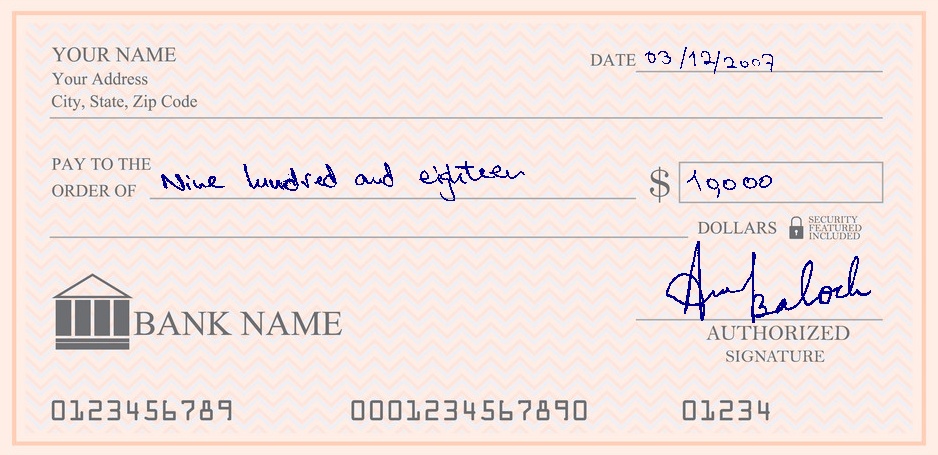 YOUR NAME
Your Address
City, State, Zip Code
DATE 03/12/2007
PAY TO THE
ORDER OF Nine hundred and eighteen $ 19000
DOLLARS SECURITY
FEATURED
INCLUDED
BANK NAME
Baloch
AUTHORIZED
SIGNATURE
0123456789 0001234567890 01234